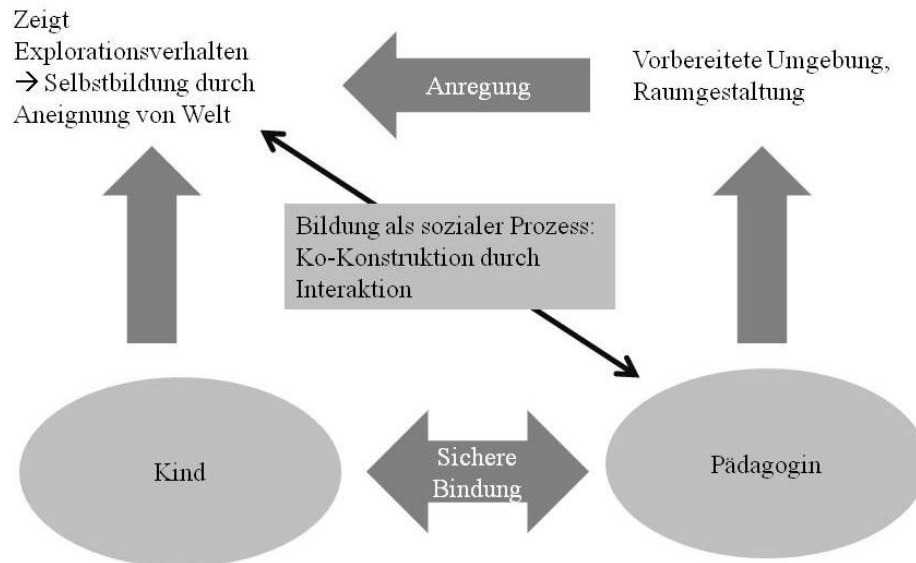 Zeigt
Explorationsverhalten
→ Selbstbildung durch
Aneignung von Welt
Anregung
Vorbereitete Umgebung,
Raumgestaltung
Bildung als sozialer Prozess:
Ko-Konstruktion durch
Interaktion
Kind
Sichere
Bindung
Pädagogin